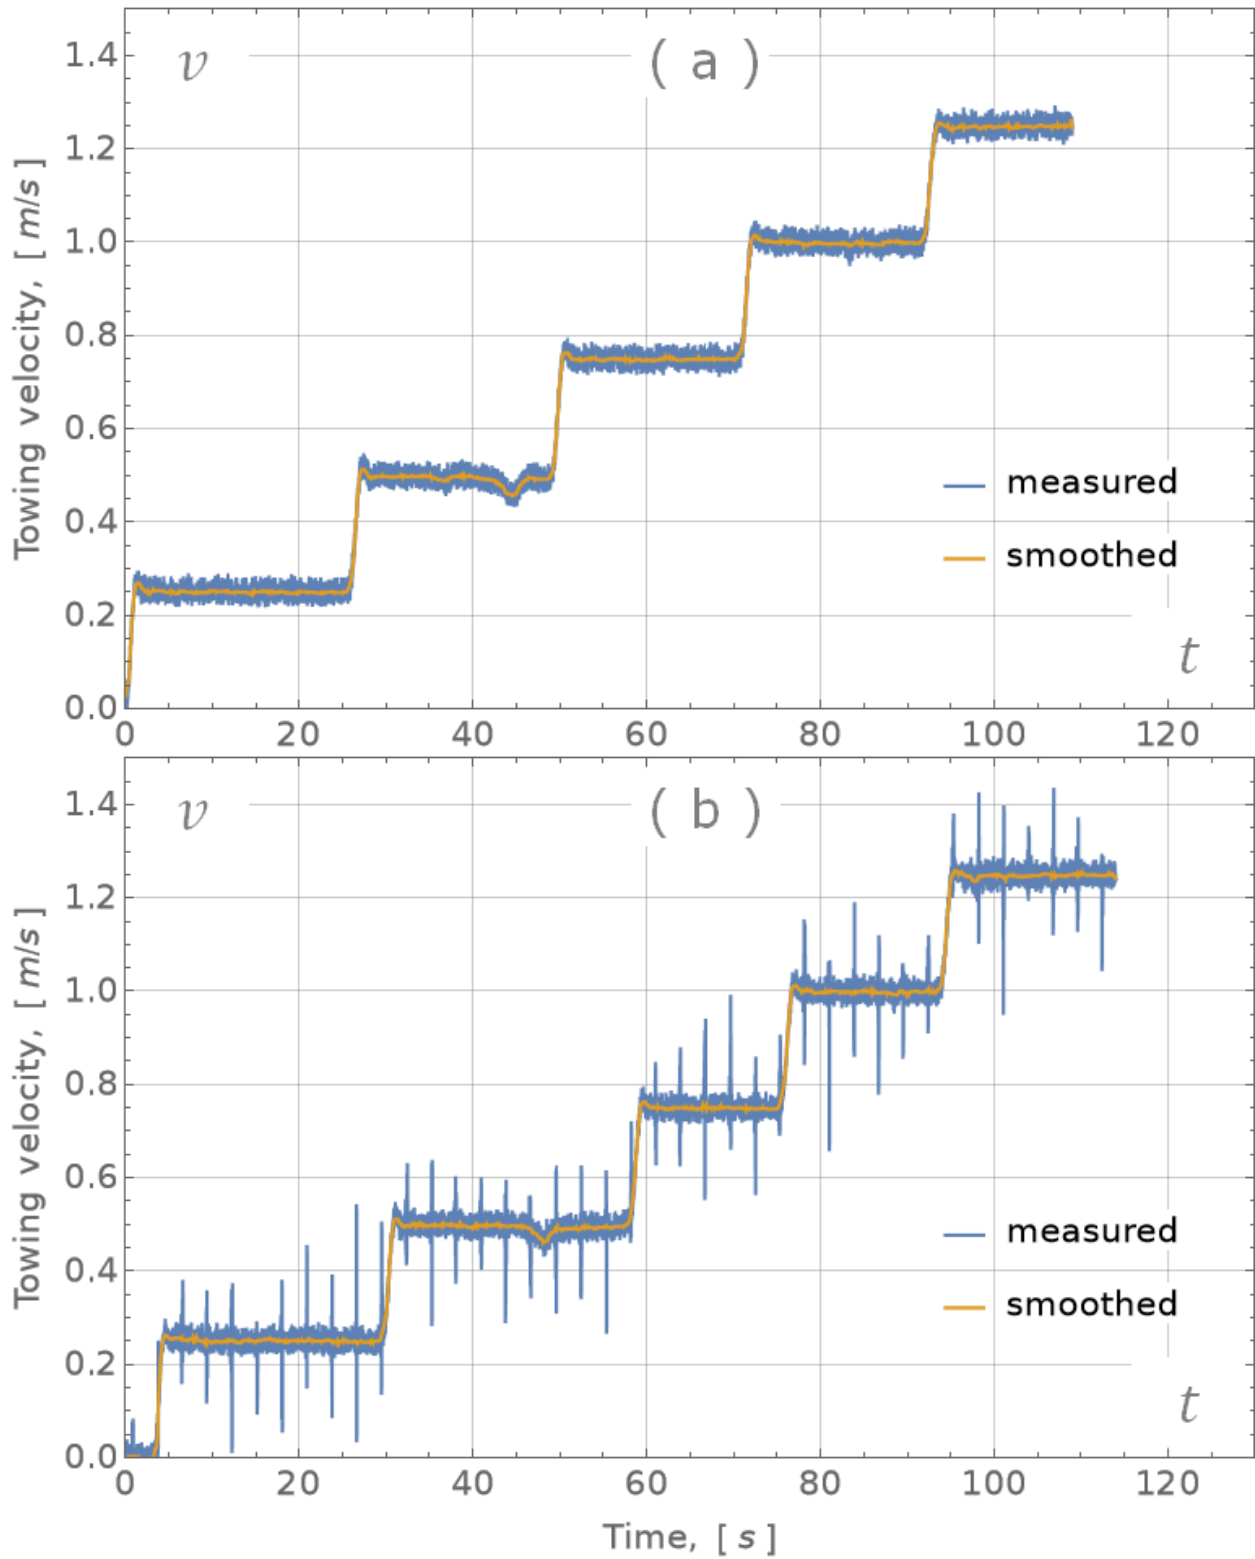 v
( a )
1.4
1.2
1.0
0.8
0.6
0.4
0.2
0.0
Towing velocity, [ m/s ]
measured
smoothed
t
0 20 40 60 80 100 120
v
( b )
1.4
1.2
1.0
0.8
0.6
0.4
0.2
0.0
Towing velocity, [ m/s ]
measured
smoothed
t
0 20 40 60 80 100 120
Time, [ s ]